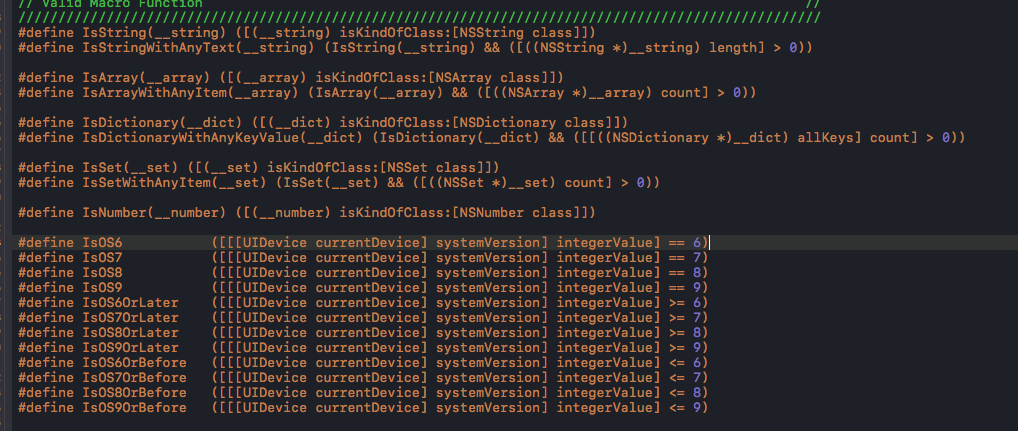 // Valid Macro Function //
////////////////////////////////////////////////////////////////////////////////////////
#define IsString(__string) ([(__string) isKindOfClass:[NSString class]])
#define IsStringWithAnyText(__string) (IsString(__string) && ([((NSString *)__string) length] > 0))
#define IsArray(__array) ([(__array) isKindOfClass:[NSArray class]])
#define IsArrayWithAnyItem(__array) (IsArray(__array) && ([((NSArray *)__array) count] > 0))
#define IsDictionary(__dict) ([(__dict) isKindOfClass:[NSDictionary class]])
#define IsDictionaryWithAnyKeyValue(__dict) (IsDictionary(__dict) && ([[((NSDictionary *)__dict) allKeys] count] > 0))
#define IsSet(__set) ([(__set) isKindOfClass:[NSSet class]])
#define IsSetWithAnyItem(__set) (IsSet(__set) && ([((NSSet *)__set) count] > 0))
#define IsNumber(__number) ([(__number) isKindOfClass:[NSNumber class]])
#define IsOS6 ([[[UIDevice currentDevice] systemVersion] integerValue] == 6)
#define IsOS7 ([[[UIDevice currentDevice] systemVersion] integerValue] == 7)
#define IsOS8 ([[[UIDevice currentDevice] systemVersion] integerValue] == 8)
#define IsOS9 ([[[UIDevice currentDevice] systemVersion] integerValue] == 9)
#define IsOS6OrLater ([[[UIDevice currentDevice] systemVersion] integerValue] >= 6)
#define IsOS7OrLater ([[[UIDevice currentDevice] systemVersion] integerValue] >= 7)
#define IsOS8OrLater ([[[UIDevice currentDevice] systemVersion] integerValue] >= 8)
#define IsOS9OrLater ([[[UIDevice currentDevice] systemVersion] integerValue] >= 9)
#define IsOS6OrBefore ([[[UIDevice currentDevice] systemVersion] integerValue] <= 6)
#define IsOS7OrBefore ([[[UIDevice currentDevice] systemVersion] integerValue] <= 7)
#define IsOS8OrBefore ([[[UIDevice currentDevice] systemVersion] integerValue] <= 8)
#define IsOS9OrBefore ([[[UIDevice currentDevice] systemVersion] integerValue] <= 9)